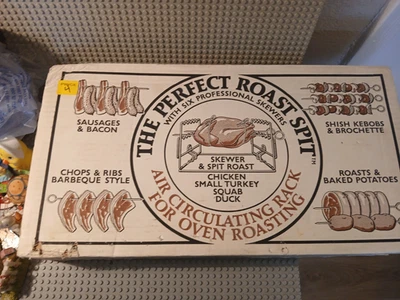 THE PERFECT ROAST SPIT™
WITH SIX PROFESSIONAL SKEWERS
SAUSAGES
& BACON
SHISH KEBOBS
& BROCHETTE
SKEWER
& SPIT ROAST
CHICKEN
SMALL TURKEY
SQUAB
DUCK
CHOPS & RIBS
BARBEQUE STYLE
ROASTS &
BAKED POTATOES
AIR CIRCULATING RACK
FOR OVEN ROASTING